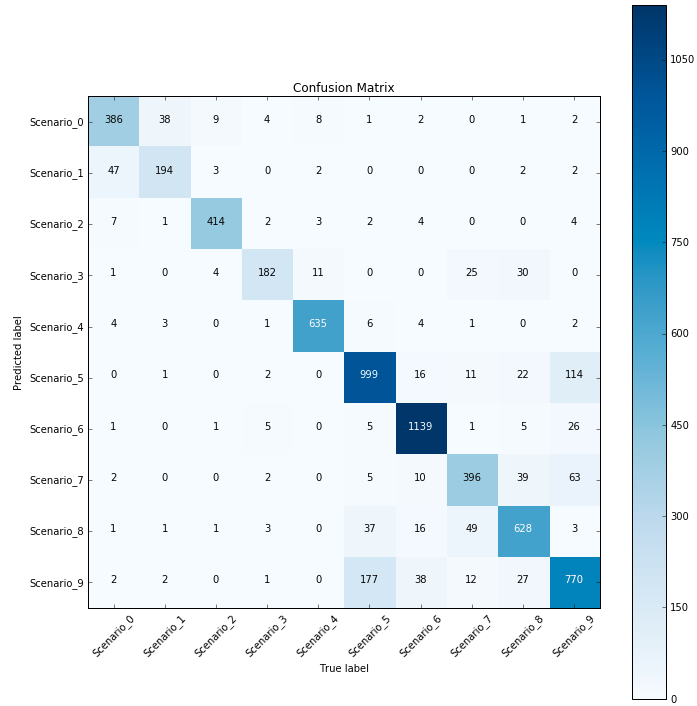 Confusion Matrix
Scenario_0 386 38 9 4 8 1 2 0 1 2
Scenario_1 47 194 3 0 2 0 0 0 2 2
Scenario_2 7 1 414 2 3 2 4 0 0 4
Scenario_3 1 0 4 182 11 0 0 25 30 0
Scenario_4 4 3 0 1 635 6 4 1 0 2
Scenario_5 0 1 0 2 0 999 16 11 22 114
Scenario_6 1 0 1 5 0 5 1139 1 5 26
Scenario_7 2 0 0 2 0 5 10 396 39 63
Scenario_8 1 1 1 3 0 37 16 49 628 3
Scenario_9 2 2 0 1 0 177 38 12 27 770
Scenario_0 Scenario_1 Scenario_2 Scenario_3 Scenario_4 Scenario_5 Scenario_6 Scenario_7 Scenario_8 Scenario_9
True label
Predicted label
1050
900
750
600
450
300
150
0